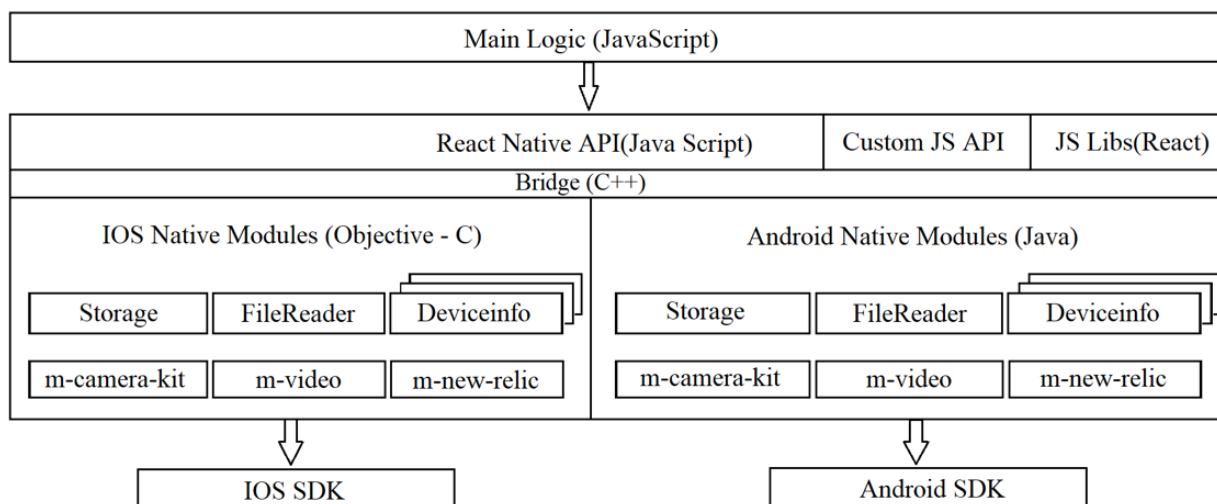 Main Logic (JavaScript)
React Native API(Java Script)
Custom JS API
JS Libs(React)
Bridge (C++)
IOS Native Modules (Objective - C)
Storage
FileReader
Deviceinfo
m-camera-kit
m-video
m-new-relic
Android Native Modules (Java)
Storage
FileReader
Deviceinfo
m-camera-kit
m-video
m-new-relic
IOS SDK
Android SDK